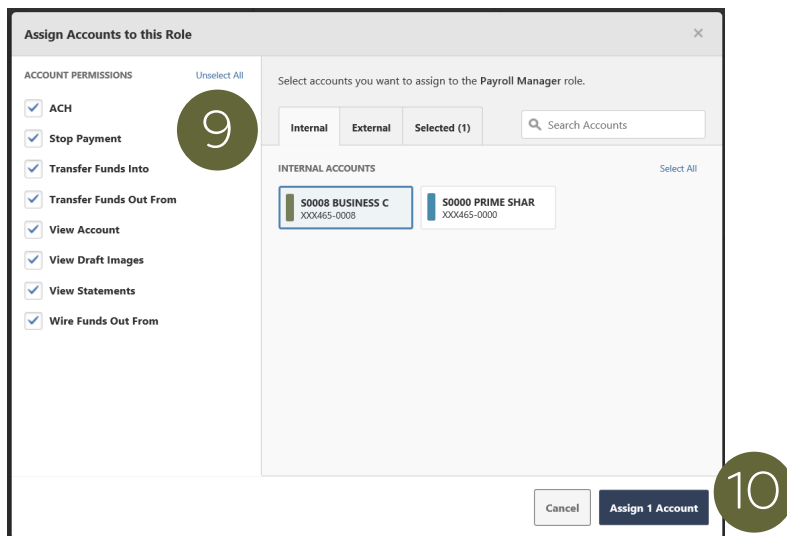 Assign Accounts to this Role
ACCOUNT PERMISSIONS
Unselect All
ACH
Stop Payment
Transfer Funds Into
Transfer Funds Out From
View Account
View Draft Images
View Statements
Wire Funds Out From
9
Select accounts you want to assign to the Payroll Manager role.
Internal
External
Selected (1)
Search Accounts
INTERNAL ACCOUNTS
Select All
S0008 BUSINESS C
XXX465-0008
S0000 PRIME SHAR
XXX465-0000
Cancel
Assign 1 Account
10